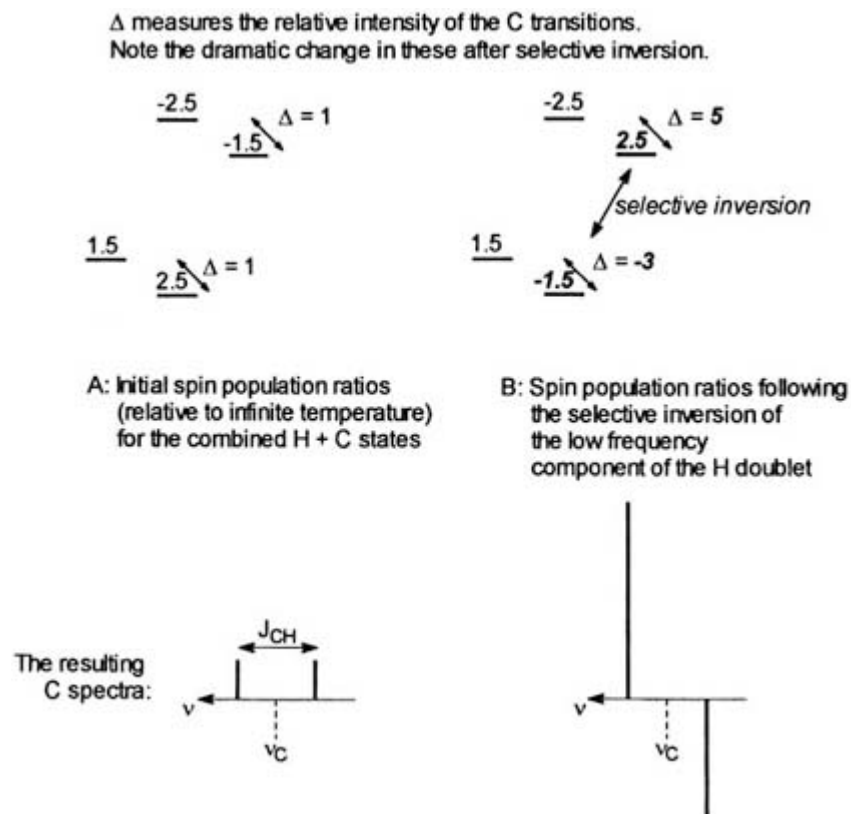 Δ measures the relative intensity of the C transitions.
Note the dramatic change in these after selective inversion.
-2.5
-1.5
Δ = 1
1.5
2.5
Δ = 1
-2.5
2.5
Δ = 5
selective inversion
1.5
-1.5
Δ = -3
A: Initial spin population ratios
(relative to infinite temperature)
for the combined H + C states
B: Spin population ratios following
the selective inversion of
the low frequency
component of the H doublet
The resulting
C spectra:
JCH
ν
νC
ν
νC